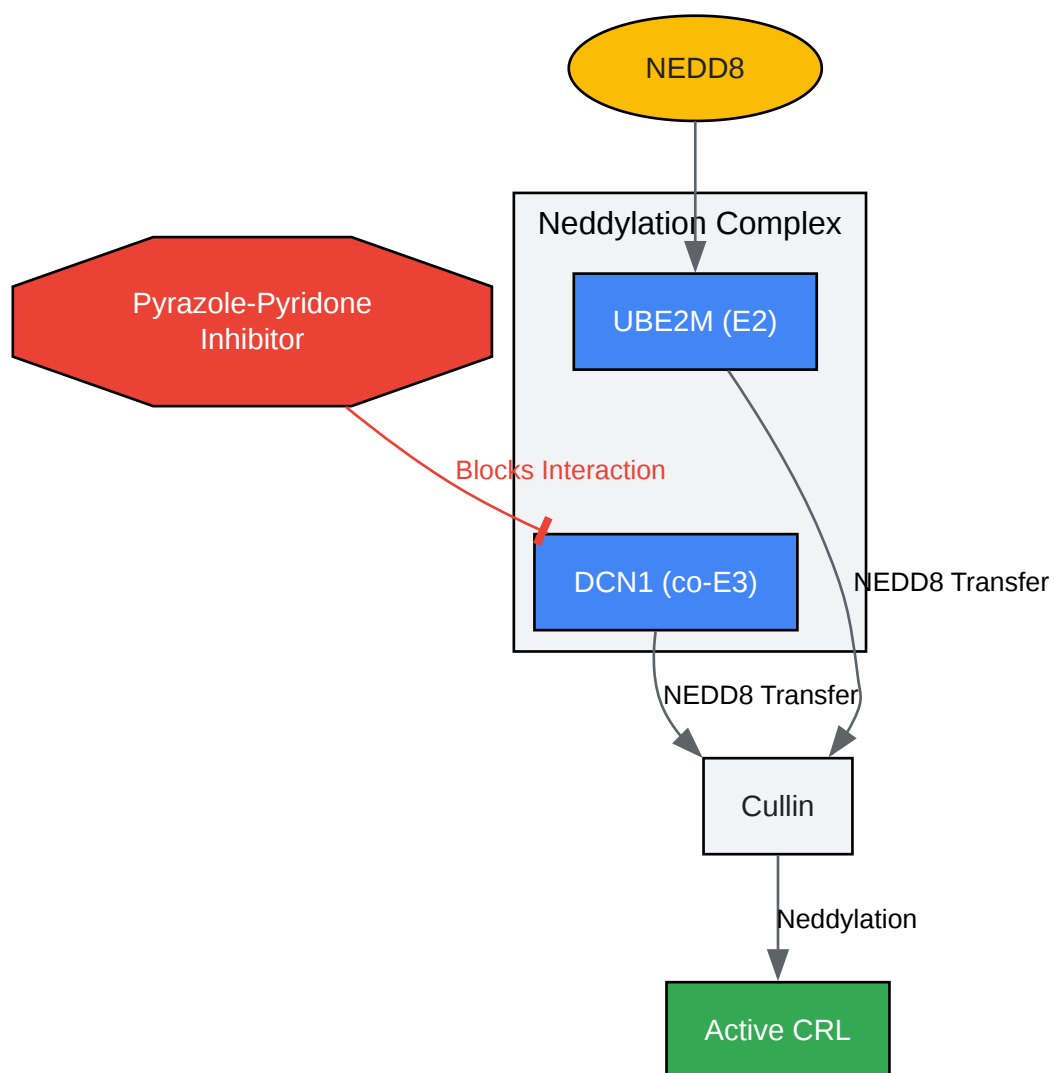 NEDD8
Neddylation Complex
Pyrazole-Pyridone
Inhibitor
UBE2M (E2)
Blocks Interaction
DCN1 (co-E3)
NEDD8 Transfer
NEDD8 Transfer
Cullin
Neddylation
Active CRL